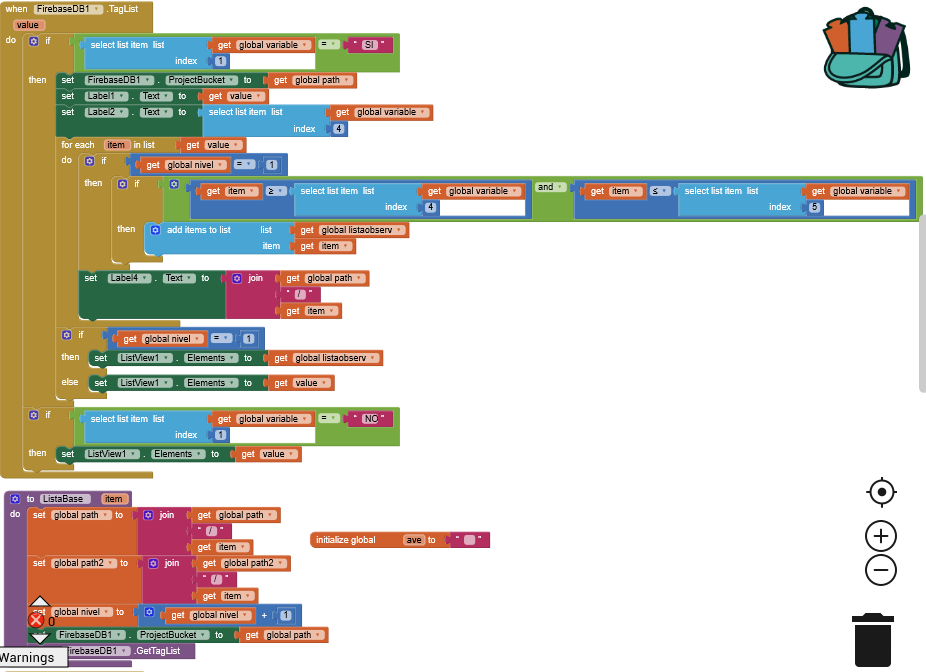 when FirebaseDB1 .TagList
value
do if select list item list get global variable = " SI "
index 1
then set FirebaseDB1 . ProjectBucket to get global path
set Label1 . Text to get value
set Label2 . Text to select list item list get global variable
index 4
for each item in list get value
do if get global nivel = 1
then if get item ≥ select list item list get global variable and get item ≤ select list item list get global variable
index 4 index 5
then add items to list list get global listaobserv
item get item
set Label4 . Text to join get global path
" / "
get item
if get global nivel = 1
then set ListView1 . Elements to get global listaobserv
else set ListView1 . Elements to get value
if select list item list get global variable = " NO "
index 1
then set ListView1 . Elements to get value
to ListaBase item
do set global path to join get global path
" / "
get item
initialize global ave to " "
set global path2 to join get global path2
" / "
get item
set global nivel to get global nivel + 1
0
FirebaseDB1 . ProjectBucket to get global path
FirebaseDB1 .GetTagList
Warnings